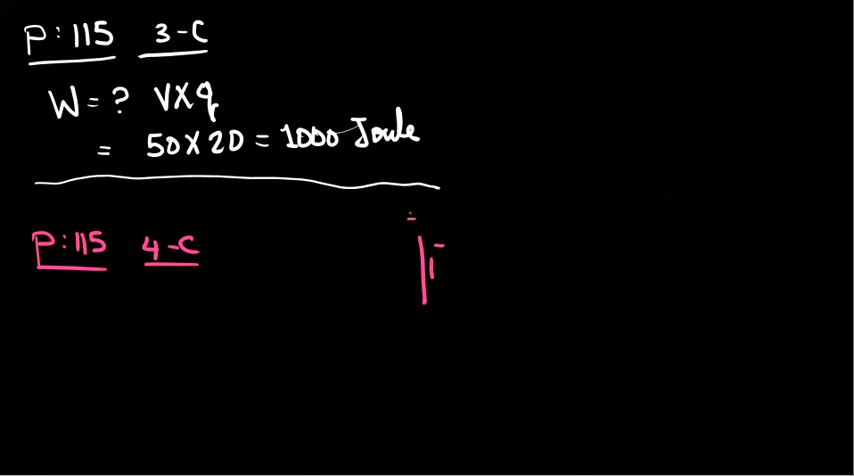 P:115 3-C
W = ? V X q
= 50 X 20 = 1000 Joule
P:115 4-C